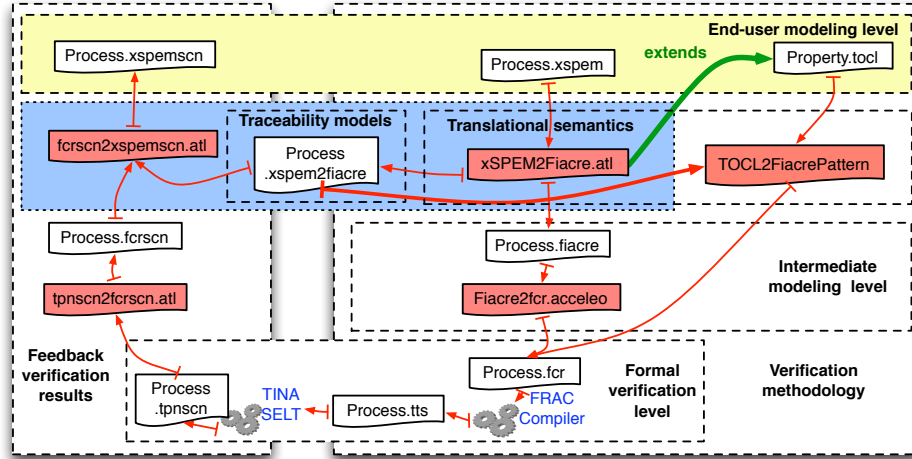 End-user modeling level
Process.xspemscn
Process.xspem
extends
Property.tocl
Traceability models
Translational semantics
fcrscn2xspemscn.atl
Process
.xspem2fiacre
xSPEM2Fiacre.atl
TOCL2FiacrePattern
Process.fcrscn
Process.fiacre
Intermediate
modeling level
tpnscn2fcrscn.atl
Fiacre2fcr.acceleo
Feedback
verification
results
Process
.tpnscn
TINA
SELT
Process.tts
Process.fcr
FRAC
Compiler
Formal
verification
level
Verification
methodology